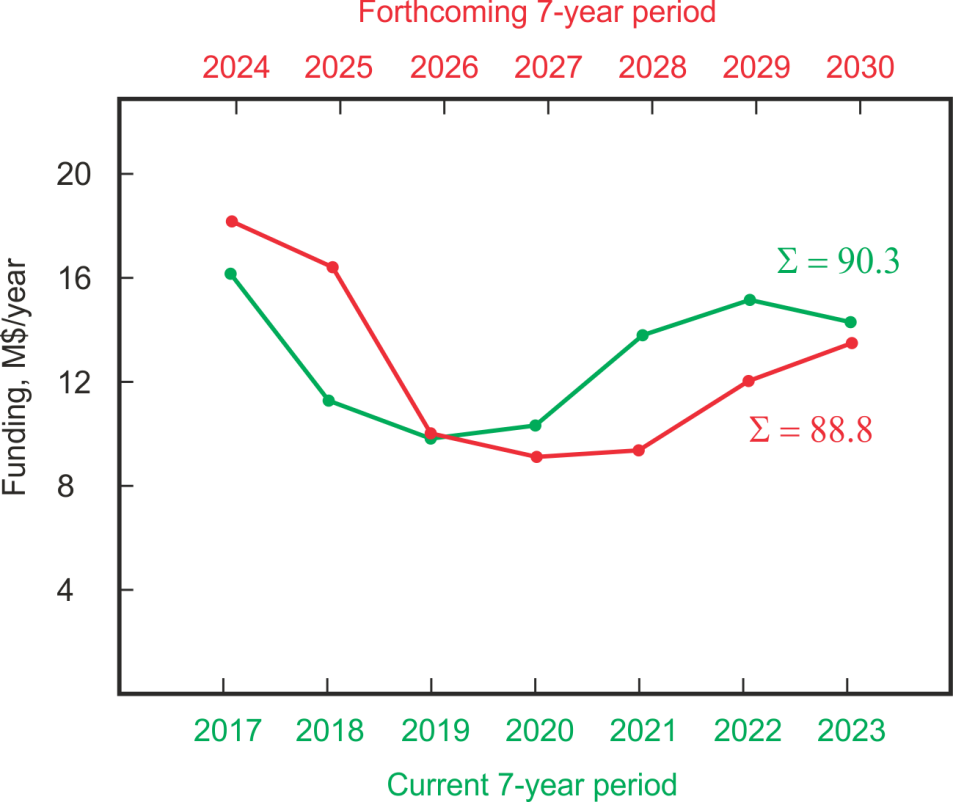 Forthcoming 7-year period
2024 2025 2026 2027 2028 2029 2030
20
16
12
8
4
Funding, M$/year
Σ = 90.3
Σ = 88.8
2017 2018 2019 2020 2021 2022 2023
Current 7-year period